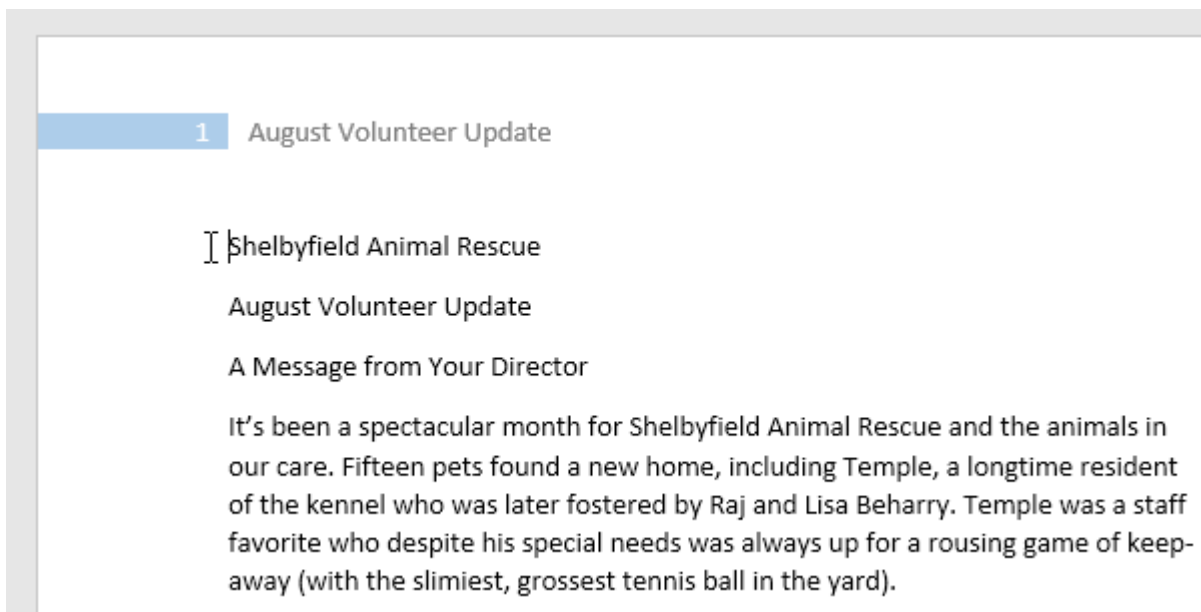 1 August Volunteer Update
Shelbyfield Animal Rescue
August Volunteer Update
A Message from Your Director
It’s been a spectacular month for Shelbyfield Animal Rescue and the animals in
our care. Fifteen pets found a new home, including Temple, a longtime resident
of the kennel who was later fostered by Raj and Lisa Beharry. Temple was a staff
favorite who despite his special needs was always up for a rousing game of keep-
away (with the slimiest, grossest tennis ball in the yard).